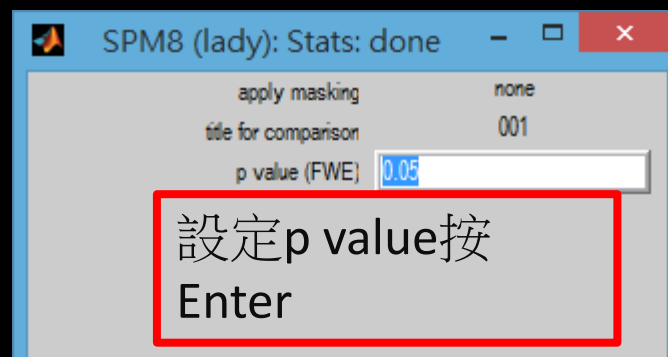 SPM8 (lady): Stats: done
apply masking none
title for comparison 001
p value (FWE) 0.05
設定p value按
Enter